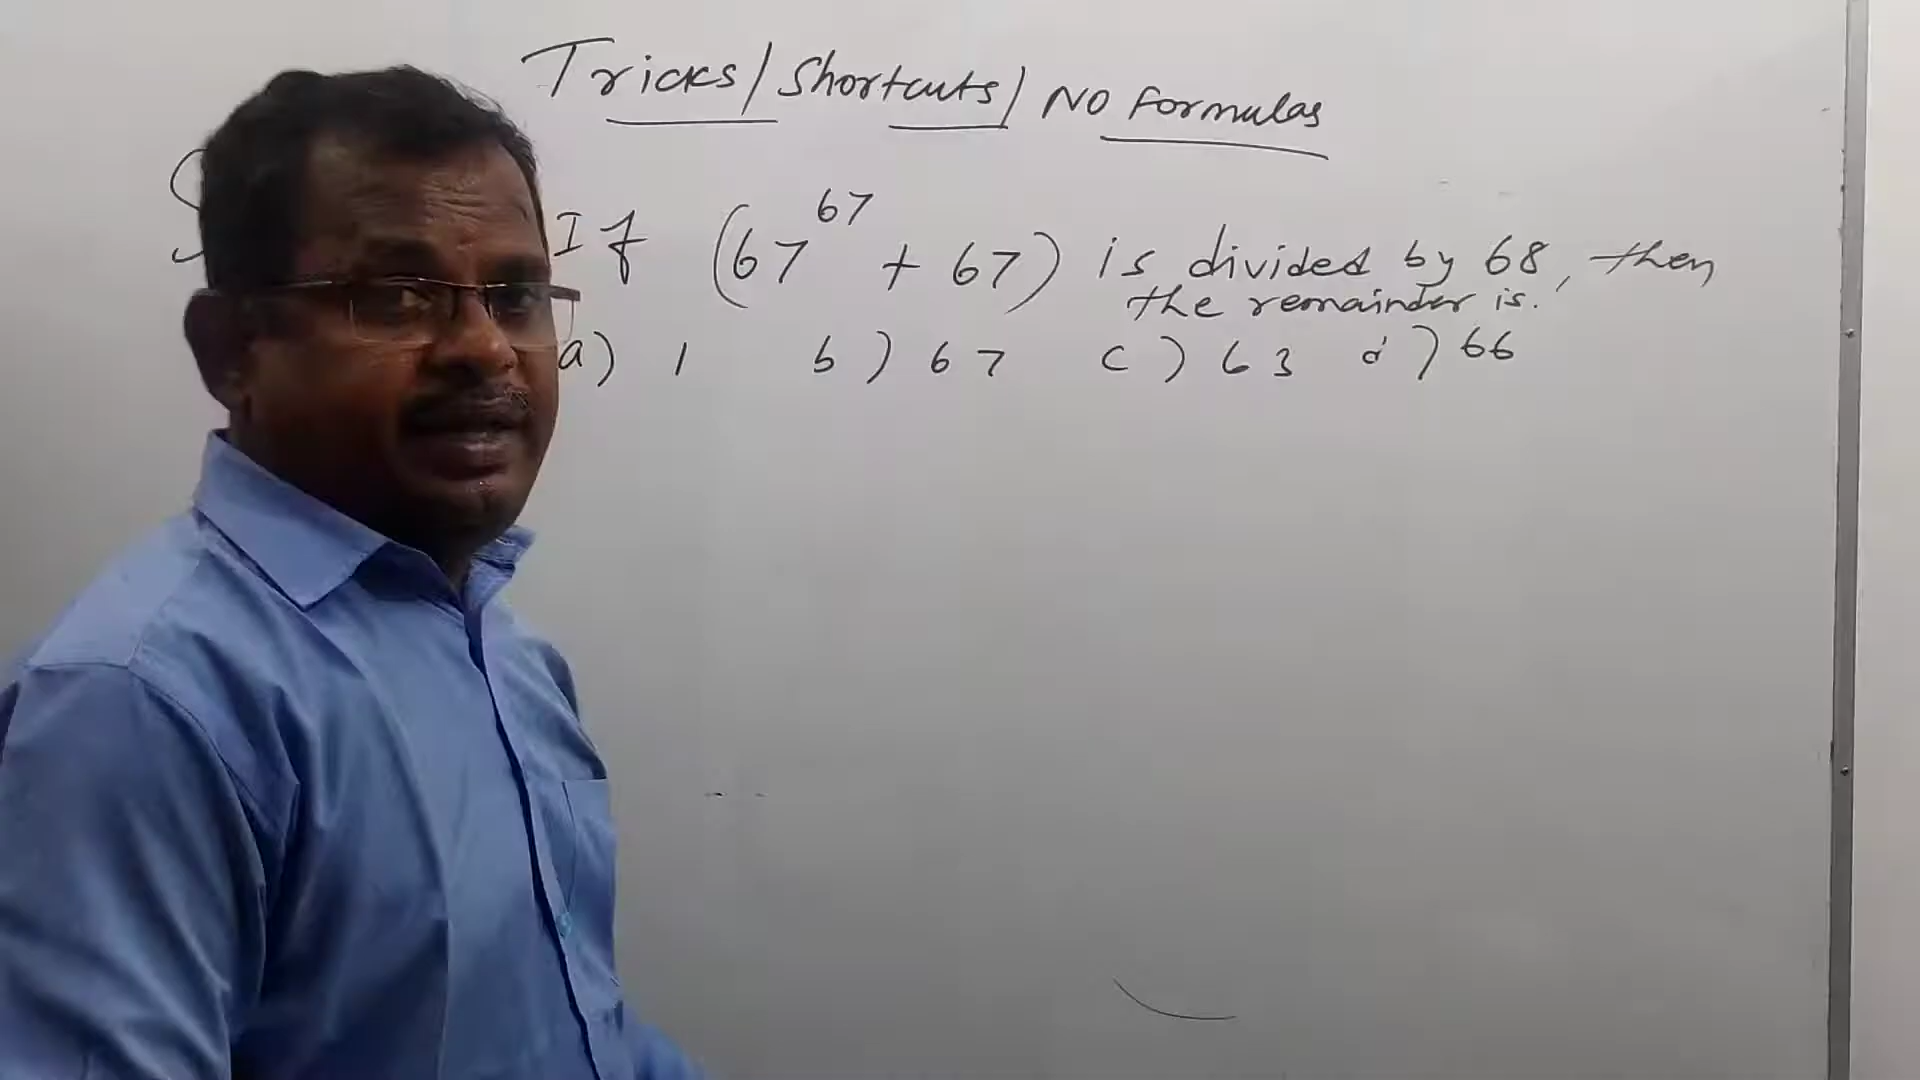 Tricks/Shortcuts/NO Formulas
If (67^67 + 67) is divided by 68, then
the remainder is.
a) 1 b) 67 c) 63 d) 66